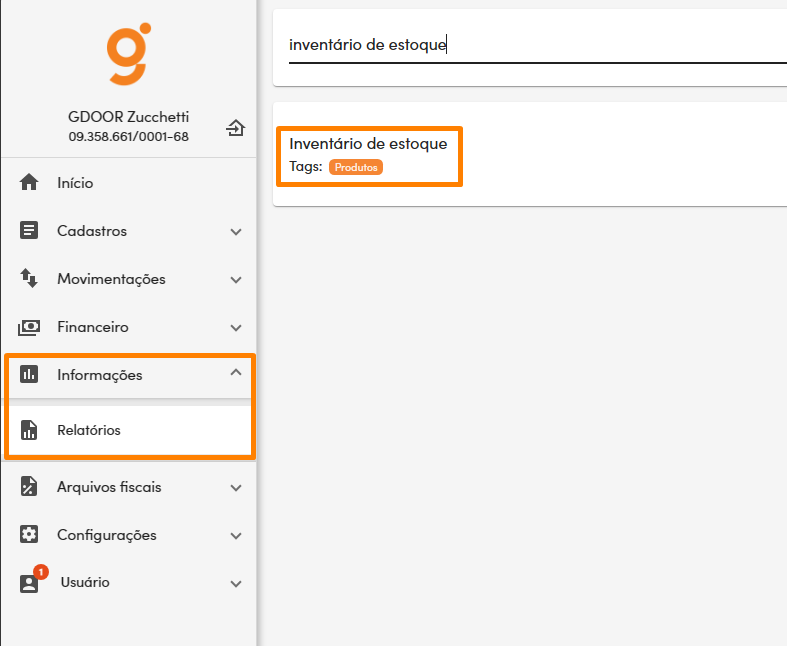 GDOOR Zucchetti
09.358.661/0001-68
Início
Cadastros
Movimentações
Financeiro
Informações
Relatórios
Arquivos fiscais
Configurações
1
Usuário
inventário de estoque
Inventário de estoque
Tags: Produtos